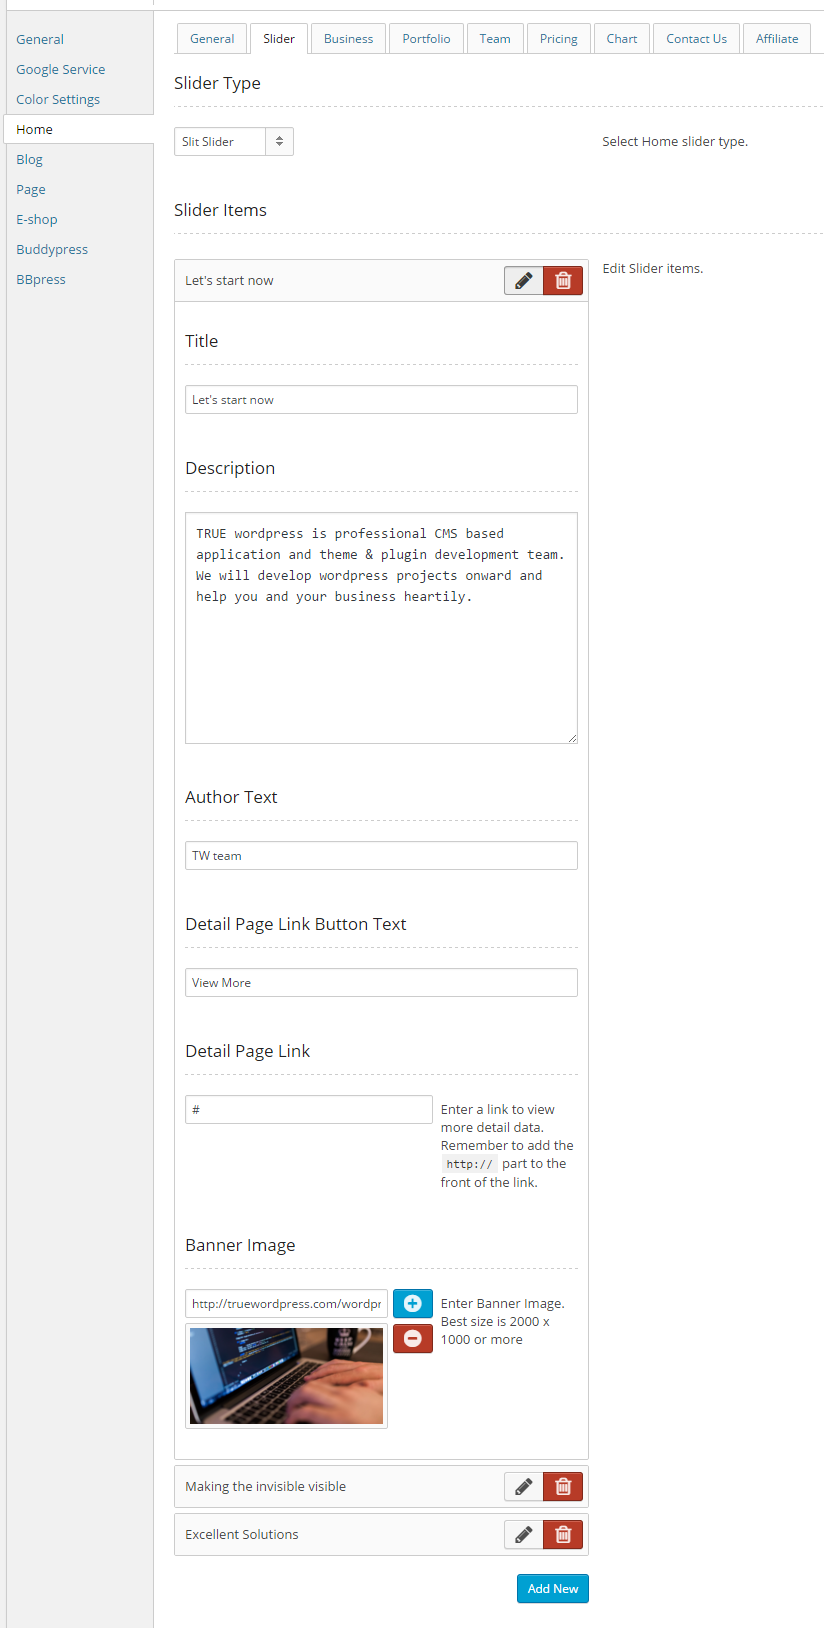 General
Google Service
Color Settings
Home
Blog
Page
E-shop
Buddypress
BBpress
General Slider Business Portfolio Team Pricing Chart Contact Us Affiliate
Slider Type
Slit Slider
Select Home slider type.
Slider Items
Let's start now
Edit Slider items.
Title
Let's start now
Description
TRUE wordpress is professional CMS based
application and theme & plugin development team.
We will develop wordpress projects onward and
help you and your business heartily.
Author Text
TW team
Detail Page Link Button Text
View More
Detail Page Link
#
Enter a link to view
more detail data.
Remember to add the
http:// part to the
front of the link.
Banner Image
http://truewordpress.com/wordpr
Enter Banner Image.
Best size is 2000 x
1000 or more
Making the invisible visible
Excellent Solutions
Add New